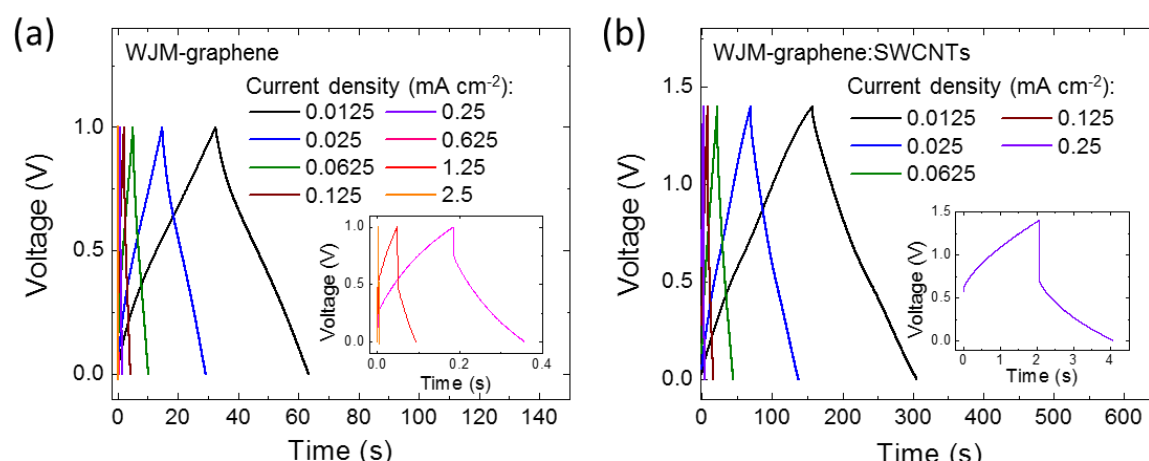 (a)
WJM-graphene
Current density (mA cm⁻²):
0.0125 0.25
0.025 0.625
0.0625 1.25
0.125 2.5
Voltage (V)
1.0
0.5
0.0
0 20 40 60 80 100 120 140
Time (s)
Voltage (V)
1.0
0.5
0.0
0.0 0.2 0.4
Time (s)
(b)
WJM-graphene:SWCNTs
Current density (mA cm⁻²):
0.0125 0.125
0.025 0.25
0.0625
Voltage (V)
1.5
1.0
0.5
0.0
0 100 200 300 400 500 600
Time (s)
Voltage (V)
1.5
1.0
0.5
0.0
0 1 2 3 4
Time (s)